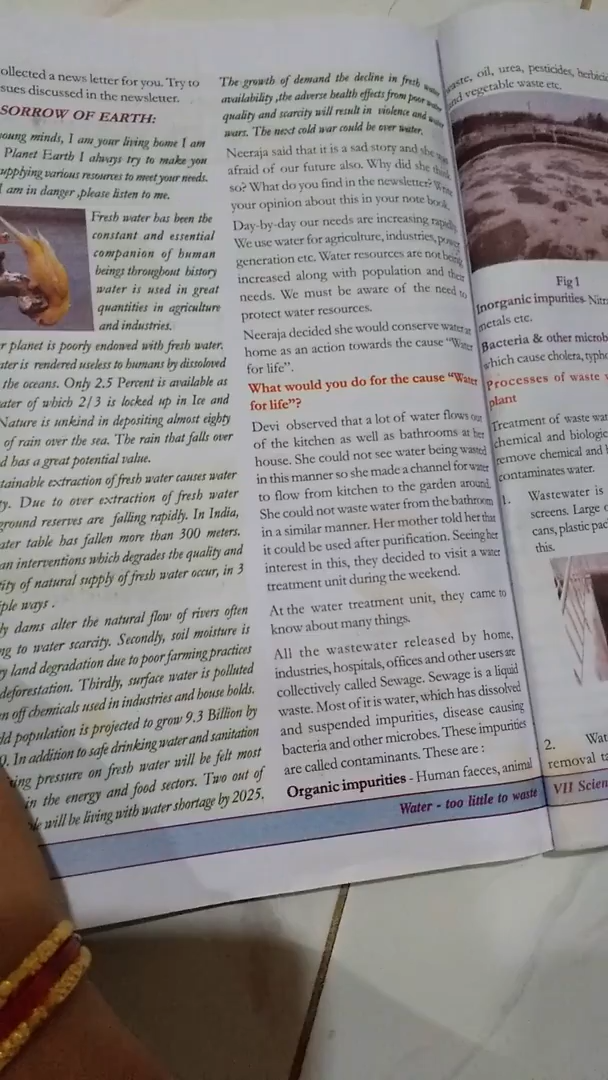 ollected a news letter for you. Try to
sues discussed in the newsletter.
SORROW OF EARTH:
young minds, I am your living home I am
Planet Earth I always try to make you
upplying various resources to meet your needs.
I am in danger ,please listen to me.
Fresh water has been the
constant and essential
companion of human
beings throughout history
water is used in great
quantities in agriculture
and industries.
r planet is poorly endowed with fresh water.
ter is rendered useless to humans by dissoloved
the oceans. Only 2.5 Percent is available as
ater of which 2/3 is locked up in Ice and
Nature is unkind in depositing almost eighty
of rain over the sea. The rain that falls over
d has a great potential value.
tainable extraction of fresh water causes water
ty. Due to over extraction of fresh water
ground reserves are falling rapidly. In India,
ater table has fallen more than 300 meters.
an interventions which degrades the quality and
ity of natural supply of fresh water occur, in 3
iple ways .
ly dams alter the natural flow of rivers often
ng to water scarcity. Secondly, soil moisture is
y land degradation due to poor farming practices
deforestation. Thirdly, surface water is polluted
n off chemicals used in industries and house holds.
ld population is projected to grow 9.3 Billion by
). In addition to safe drinking water and sanitation
ing pressure on fresh water will be felt most
in the energy and food sectors. Two out of
le will be living with water shortage by 2025.
The growth of demand the decline in fresh water
availability ,the adverse health effects from poor water
quality and scarcity will result in violence and water
wars. The next cold war could be over water.
Neeraja said that it is a sad story and she was
afraid of our future also. Why did she think
so? What do you find in the newsletter? Write
your opinion about this in your note book.
Day-by-day our needs are increasing rapidly
We use water for agriculture, industries, power
generation etc. Water resources are not being
increased along with population and their
needs. We must be aware of the need to
protect water resources.
Neeraja decided she would conserve water at
home as an action towards the cause "Water
for life".
What would you do for the cause "Water
for life"?
Devi observed that a lot of water flows out
of the kitchen as well as bathrooms at her
house. She could not see water being wasted
in this manner so she made a channel for water
to flow from kitchen to the garden around.
She could not waste water from the bathroom
in a similar manner. Her mother told her that
it could be used after purification. Seeing her
interest in this, they decided to visit a water
treatment unit during the weekend.
At the water treatment unit, they came to
know about many things.
All the wastewater released by home,
industries, hospitals, offices and other users are
collectively called Sewage. Sewage is a liquid
waste. Most of it is water, which has dissolved
and suspended impurities, disease causing
bacteria and other microbes. These impurities
are called contaminants. These are :
Organic impurities - Human faeces, animal
Water - too little to waste
waste, oil, urea, pesticides, herbicid
and vegetable waste etc.
Fig 1
Inorganic impurities- Nitr
metals etc.
Bacteria & other microb
which cause cholera, typho
Processes of waste w
plant
Treatment of waste wat
chemical and biologic
remove chemical and b
contaminates water.
1. Wastewater is
screens. Large o
cans, plastic pac
this.
2. Wat
removal ta
VII Scien